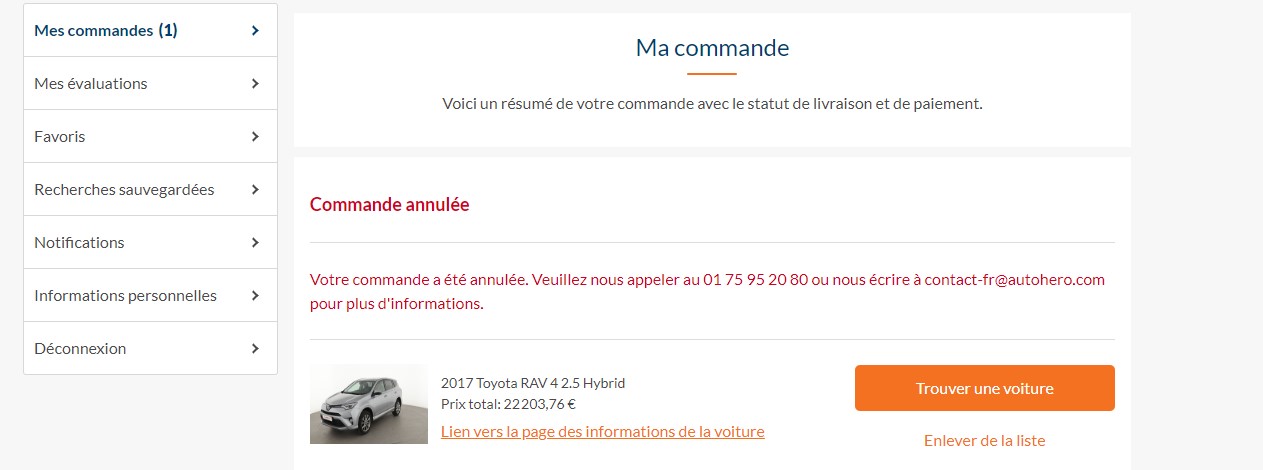 Mes commandes (1)
Mes évaluations
Favoris
Recherches sauvegardées
Notifications
Informations personnelles
Déconnexion
Ma commande
Voici un résumé de votre commande avec le statut de livraison et de paiement.
Commande annulée
Votre commande a été annulée. Veuillez nous appeler au 01 75 95 20 80 ou nous écrire à contact-fr@autohero.com
pour plus d'informations.
2017 Toyota RAV 4 2.5 Hybrid
Prix total: 22 203,76 €
Lien vers la page des informations de la voiture
Trouver une voiture
Enlever de la liste